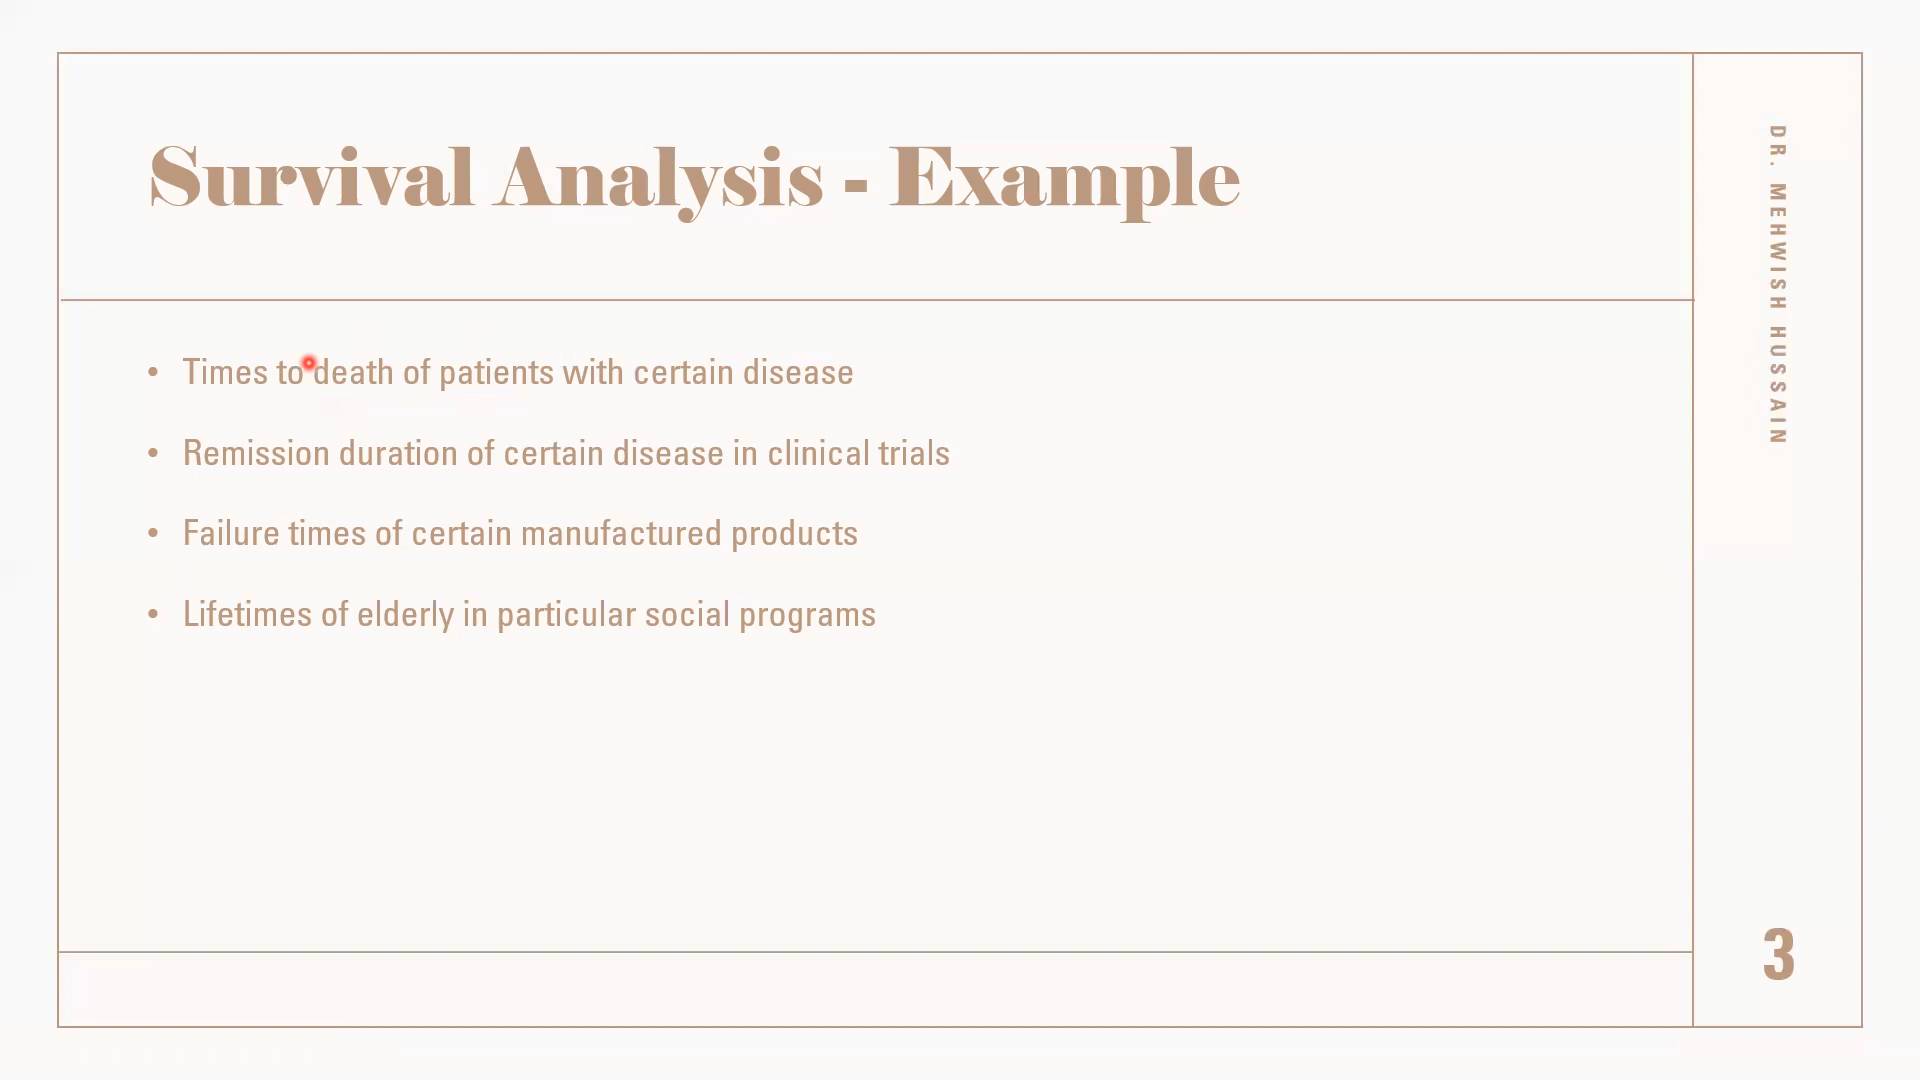 Survival Analysis - Example
• Times to death of patients with certain disease
• Remission duration of certain disease in clinical trials
• Failure times of certain manufactured products
• Lifetimes of elderly in particular social programs
DR. MEHWISH HUSSAIN
3